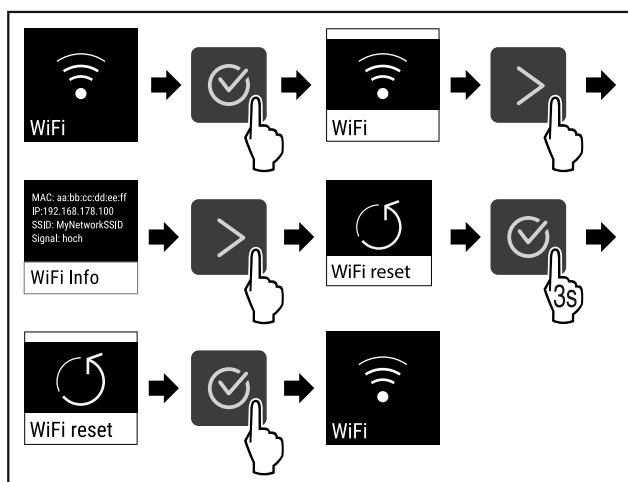 WiFi
WiFi
MAC: aa:bb:cc:dd:ee:ff
IP:192.168.178.100
SSID: MyNetworkSSID
Signal: hoch
WiFi Info
WiFi reset
3s
WiFi reset
WiFi